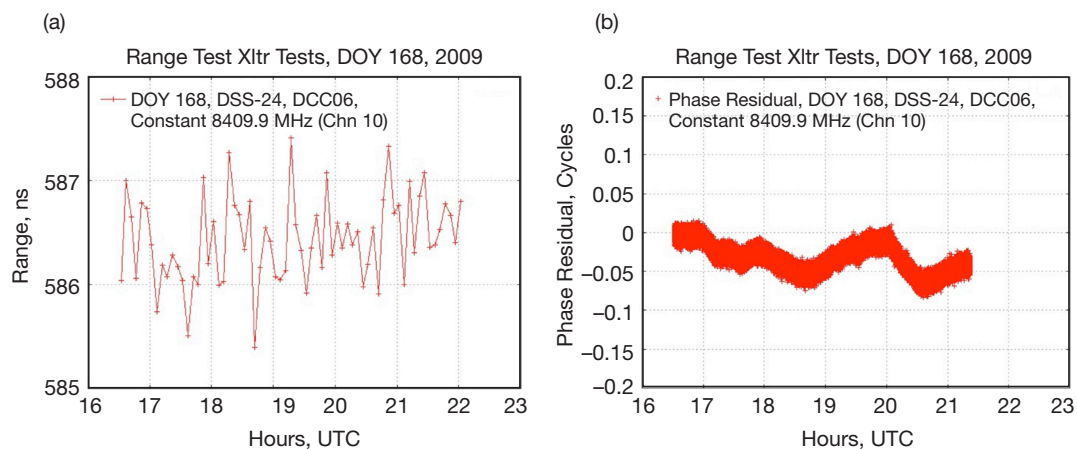 (a)
Range Test Xltr Tests, DOY 168, 2009
DOY 168, DSS-24, DCC06,
Constant 8409.9 MHz (Chn 10)
588
587
586
585
Range, ns
16 17 18 19 20 21 22 23
Hours, UTC
(b)
Range Test Xltr Tests, DOY 168, 2009
Phase Residual, DOY 168, DSS-24, DCC06,
Constant 8409.9 MHz (Chn 10)
0.2
0.15
0.1
0.05
0
−0.05
−0.1
−0.15
−0.2
Phase Residual, Cycles
16 17 18 19 20 21 22 23
Hours, UTC